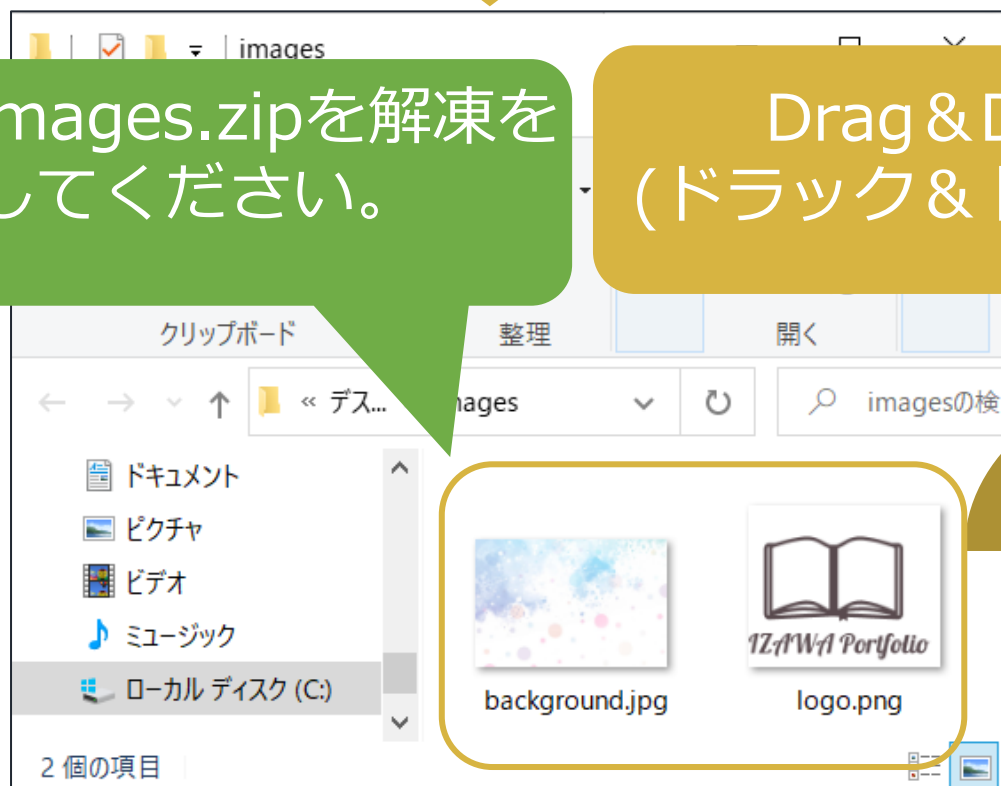 images
mages.zipを解凍を
してください。
Drag&D
(ドラック&ド
クリップボード
整理
開く
« デス...
ages
imagesの検
ドキュメント
ピクチャ
ビデオ
ミュージック
ローカル ディスク (C:)
IZAWA Portfolio
background.jpg
logo.png
2 個の項目